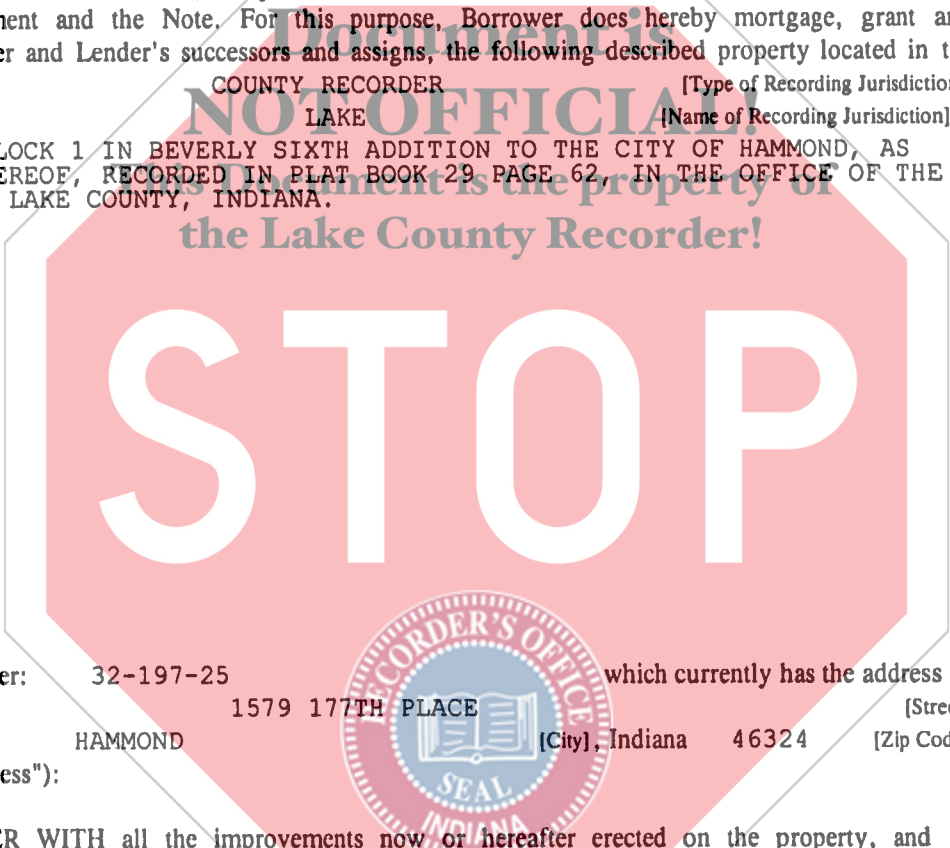 nent and the Note. For this purpose, Borrower does hereby mortgage, grant an
er and Lender's successors and assigns, the following described property located in t
Document is
COUNTY RECORDER [Type of Recording Jurisdictio
NOT OFFICIAL!
LAKE [Name of Recording Jurisdiction]
LOCK 1 IN BEVERLY SIXTH ADDITION TO THE CITY OF HAMMOND, AS
EREOF, RECORDED IN PLAT BOOK 29 PAGE 62, IN THE OFFICE OF THE
This Document is the property of
LAKE COUNTY, INDIANA.
the Lake County Recorder!
STOP
RECORDER'S OFFICE
er: 32-197-25 which currently has the address
1579 177TH PLACE [Stree
HAMMOND [City], Indiana 46324 [Zip Cod
ess"):
SEAL
INDIANA
ER WITH all the improvements now or hereafter erected on the property, and